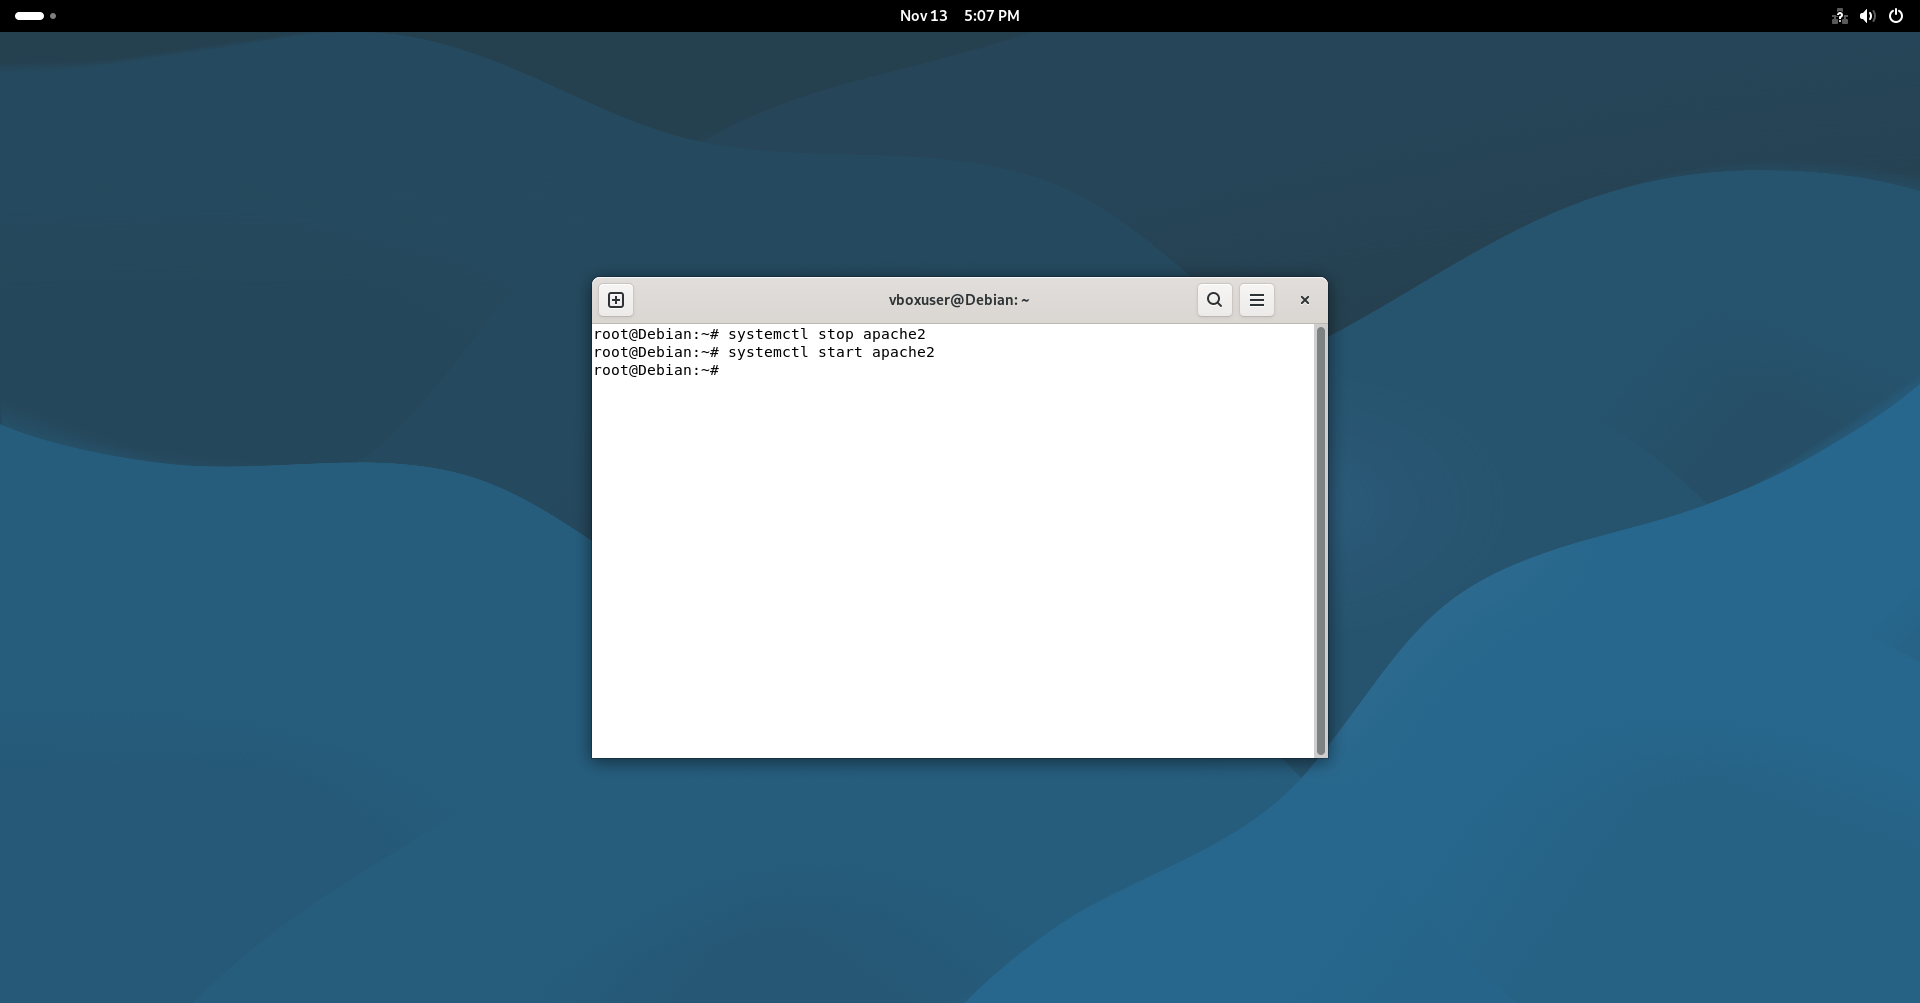 Nov 13 5:07 PM
vboxuser@Debian: ~
root@Debian:~# systemctl stop apache2
root@Debian:~# systemctl start apache2
root@Debian:~#